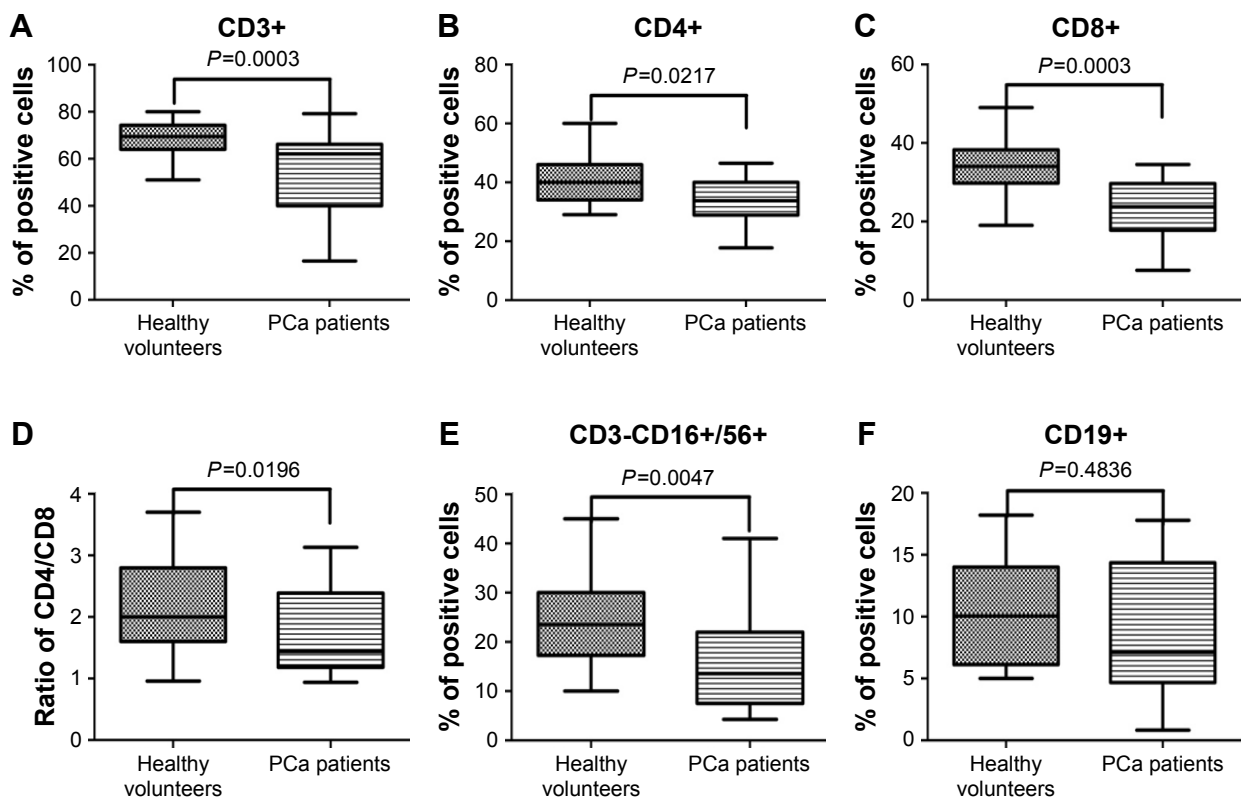 A
CD3+
P=0.0003
% of positive cells
100
80
60
40
20
0
Healthy
volunteers
PCa patients
B
CD4+
P=0.0217
% of positive cells
80
60
40
20
0
Healthy
volunteers
PCa patients
C
CD8+
P=0.0003
% of positive cells
60
40
20
0
Healthy
volunteers
PCa patients
D
P=0.0196
Ratio of CD4/CD8
4
3
2
1
0
Healthy
volunteers
PCa patients
E
CD3-CD16+/56+
P=0.0047
% of positive cells
50
40
30
20
10
0
Healthy
volunteers
PCa patients
F
CD19+
P=0.4836
% of positive cells
20
15
10
5
0
Healthy
volunteers
PCa patients